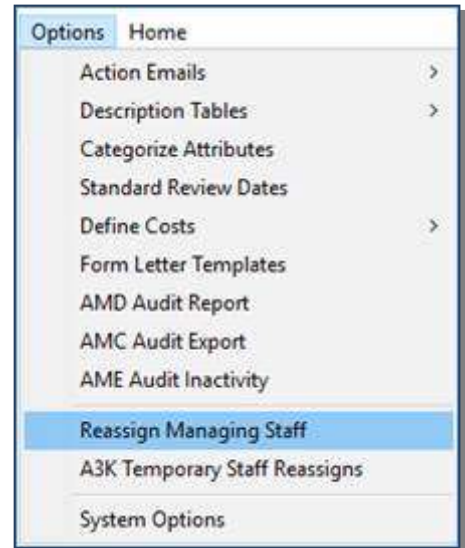 Options Home
Action Emails
Description Tables
Categorize Attributes
Standard Review Dates
Define Costs
Form Letter Templates
AMD Audit Report
AMC Audit Export
AME Audit Inactivity
Reassign Managing Staff
A3K Temporary Staff Reassigns
System Options